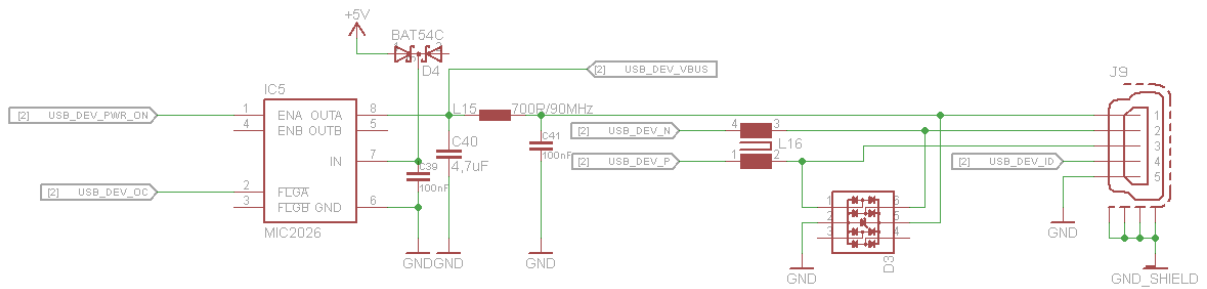 +5V
BAT54C
D4
[2] USB_DEV_VBUS
J9
IC5
[2] USB_DEV_PWR_ON
1 ENA OUTA 8
L15
700R/90MHz
4 ENB OUTB 5
C40
4,7uF
C41
100nF
[2] USB_DEV_N
4 3
L16
[2] USB_DEV_P
1 2
IN 7
C39
100nF
[2] USB_DEV_ID
1
2
3
4
5
[2] USB_DEV_OC
2 FLGA
3 FLGB GND 6
MIC2026
1 6
2 5
3 4
D3
GND
GND
GND
GND
GND
GND_SHIELD